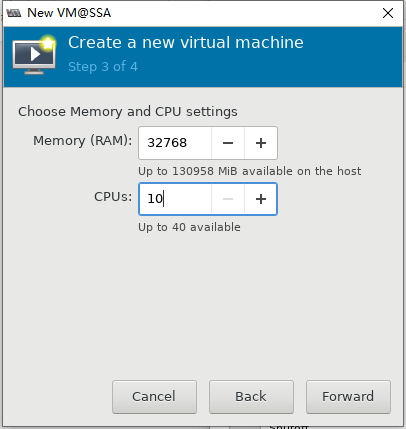 New VM@SSA
Create a new virtual machine
Step 3 of 4
Choose Memory and CPU settings
Memory (RAM): 32768
Up to 130958 MiB available on the host
CPUs: 10
Up to 40 available
Cancel Back Forward
Shutoff